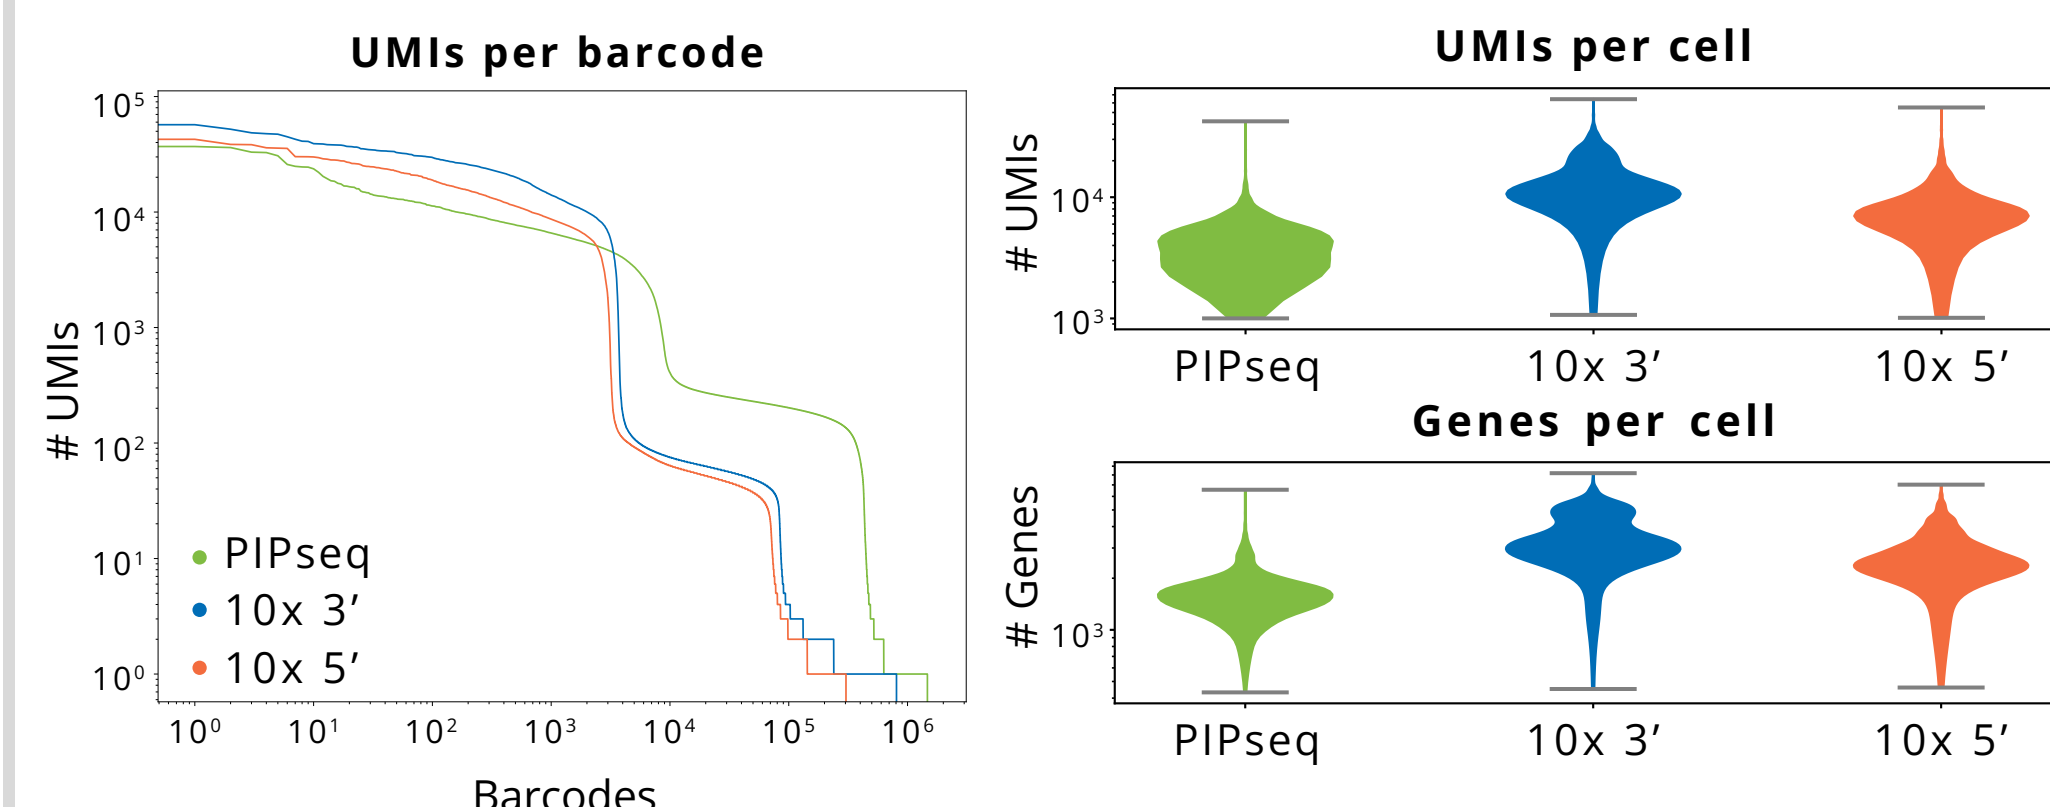 UMIs per barcode
# UMIs
10⁵
10⁴
10³
10²
10¹
10⁰
PIPseq
10x 3′
10x 5′
10⁰ 10¹ 10² 10³ 10⁴ 10⁵ 10⁶
Barcodes
UMIs per cell
# UMIs
10⁴
10³
PIPseq 10x 3′ 10x 5′
Genes per cell
# Genes
10³
PIPseq 10x 3′ 10x 5′